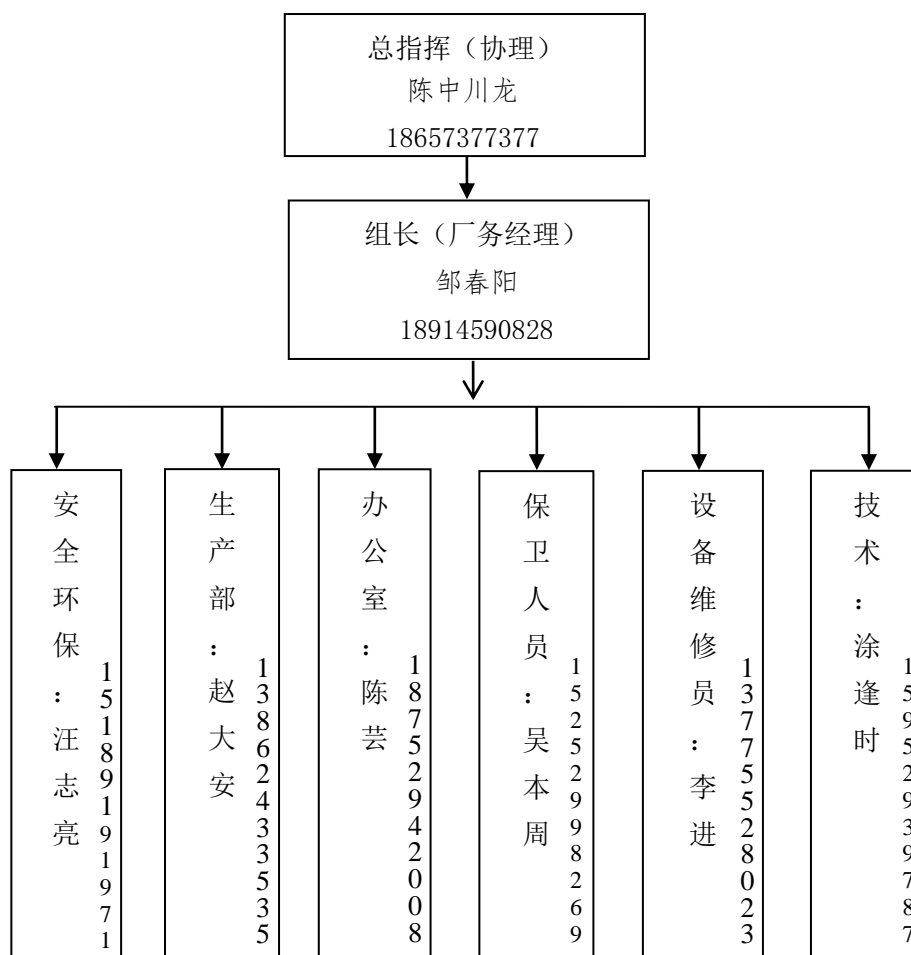 总指挥（协理）
陈中川龙
18657377377
组长（厂务经理）
邹春阳
18914590828
安全环保：汪志亮
15189191971
生产部：赵大安
13862433535
办公室：陈芸
18752942008
保卫人员：吴本周
15252998269
设备维修员：李进
13775528023
技术：涂逢时
15952939787